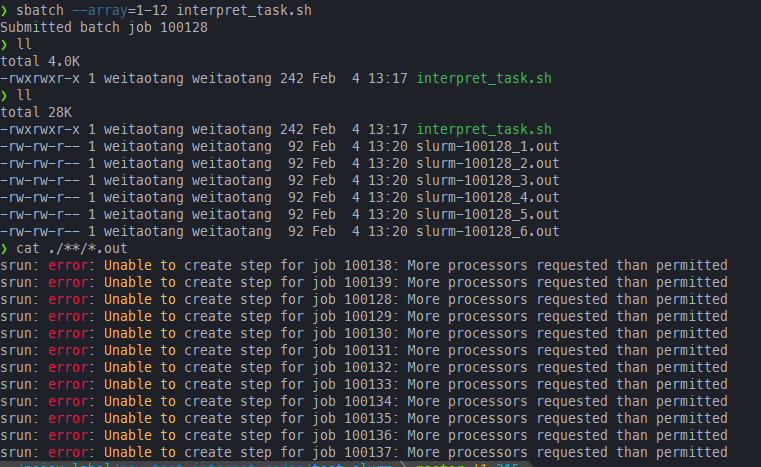 ❯ sbatch --array=1-12 interpret_task.sh
Submitted batch job 100128
❯ ll
total 4.0K
-rwxrwxr-x 1 weitaotang weitaotang 242 Feb  4 13:17 interpret_task.sh
❯ ll
total 28K
-rwxrwxr-x 1 weitaotang weitaotang 242 Feb  4 13:17 interpret_task.sh
-rw-rw-r-- 1 weitaotang weitaotang  92 Feb  4 13:20 slurm-100128_1.out
-rw-rw-r-- 1 weitaotang weitaotang  92 Feb  4 13:20 slurm-100128_2.out
-rw-rw-r-- 1 weitaotang weitaotang  92 Feb  4 13:20 slurm-100128_3.out
-rw-rw-r-- 1 weitaotang weitaotang  92 Feb  4 13:20 slurm-100128_4.out
-rw-rw-r-- 1 weitaotang weitaotang  92 Feb  4 13:20 slurm-100128_5.out
-rw-rw-r-- 1 weitaotang weitaotang  92 Feb  4 13:20 slurm-100128_6.out
❯ cat ./**/*.out
srun: error: Unable to create step for job 100138: More processors requested than permitted
srun: error: Unable to create step for job 100139: More processors requested than permitted
srun: error: Unable to create step for job 100128: More processors requested than permitted
srun: error: Unable to create step for job 100129: More processors requested than permitted
srun: error: Unable to create step for job 100130: More processors requested than permitted
srun: error: Unable to create step for job 100131: More processors requested than permitted
srun: error: Unable to create step for job 100132: More processors requested than permitted
srun: error: Unable to create step for job 100133: More processors requested than permitted
srun: error: Unable to create step for job 100134: More processors requested than permitted
srun: error: Unable to create step for job 100135: More processors requested than permitted
srun: error: Unable to create step for job 100136: More processors requested than permitted
srun: error: Unable to create step for job 100137: More processors requested than permitted